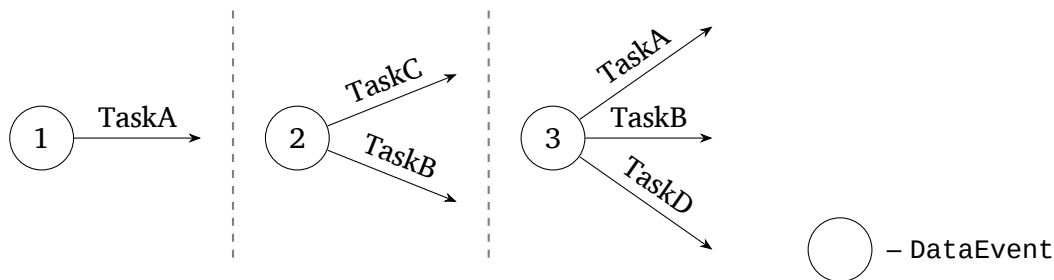 1
TaskA
2
TaskC
TaskB
3
TaskA
TaskB
TaskD
– DataEvent